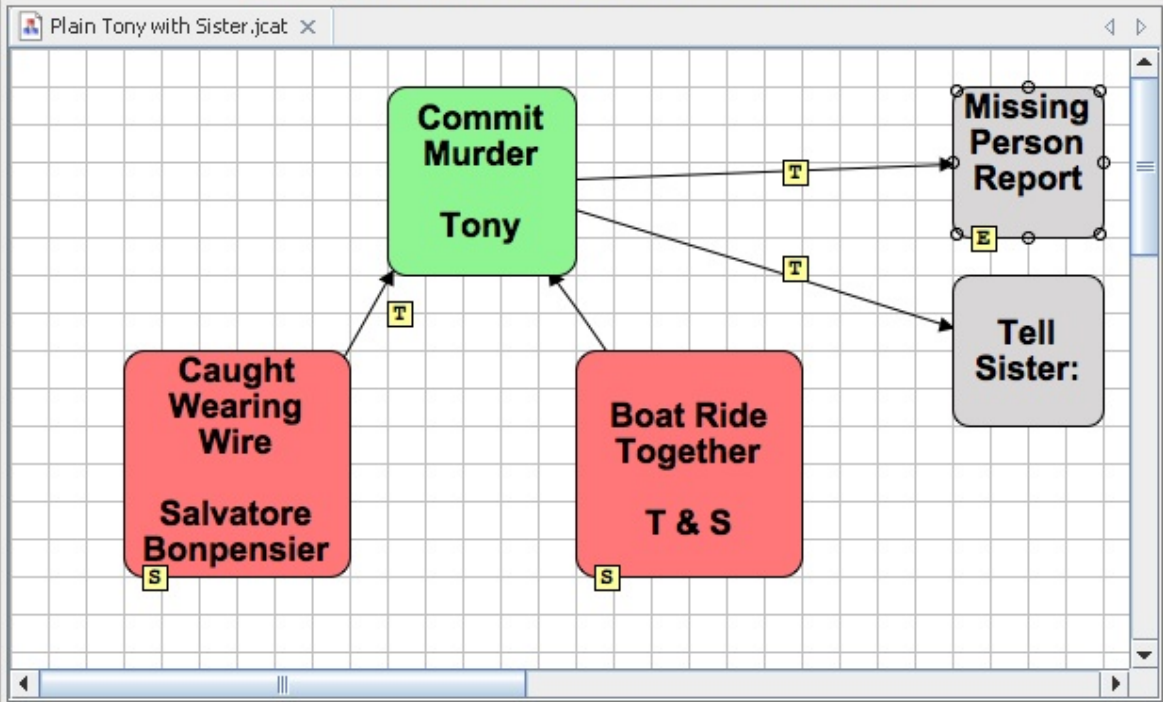 Plain Tony with Sister.jcat
Commit
Murder
Tony
Missing
Person
Report
T
E
T
Tell
Sister:
T
Caught
Wearing
Wire
Salvatore
Bonpensier
S
Boat Ride
Together
T & S
S